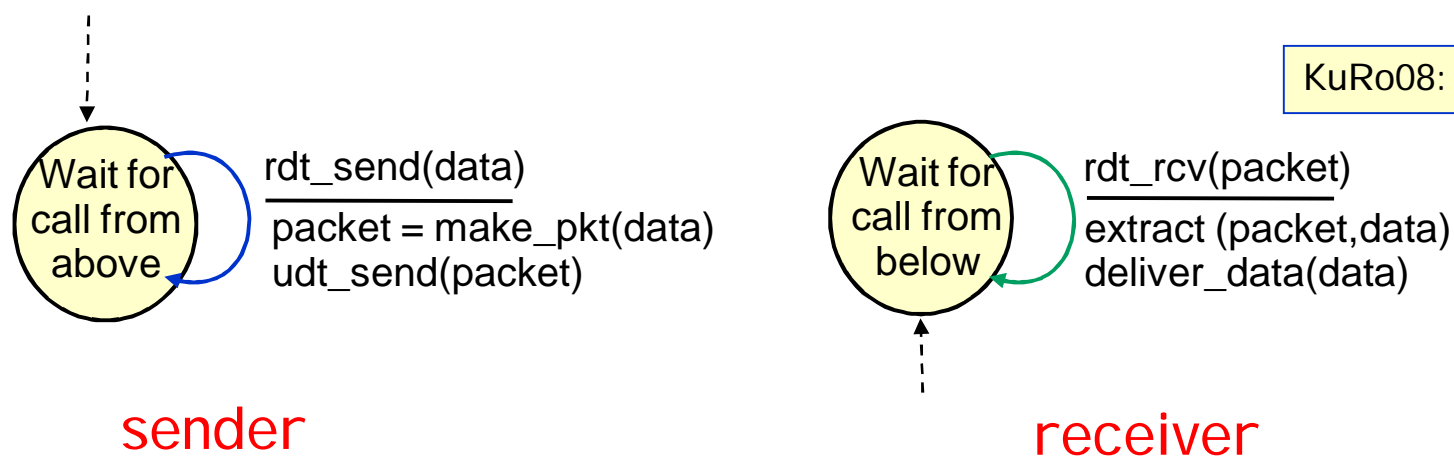 KuRo08:
Wait for
call from
above
rdt_send(data)
packet = make_pkt(data)
udt_send(packet)
Wait for
call from
below
rdt_rcv(packet)
extract (packet,data)
deliver_data(data)
sender
receiver